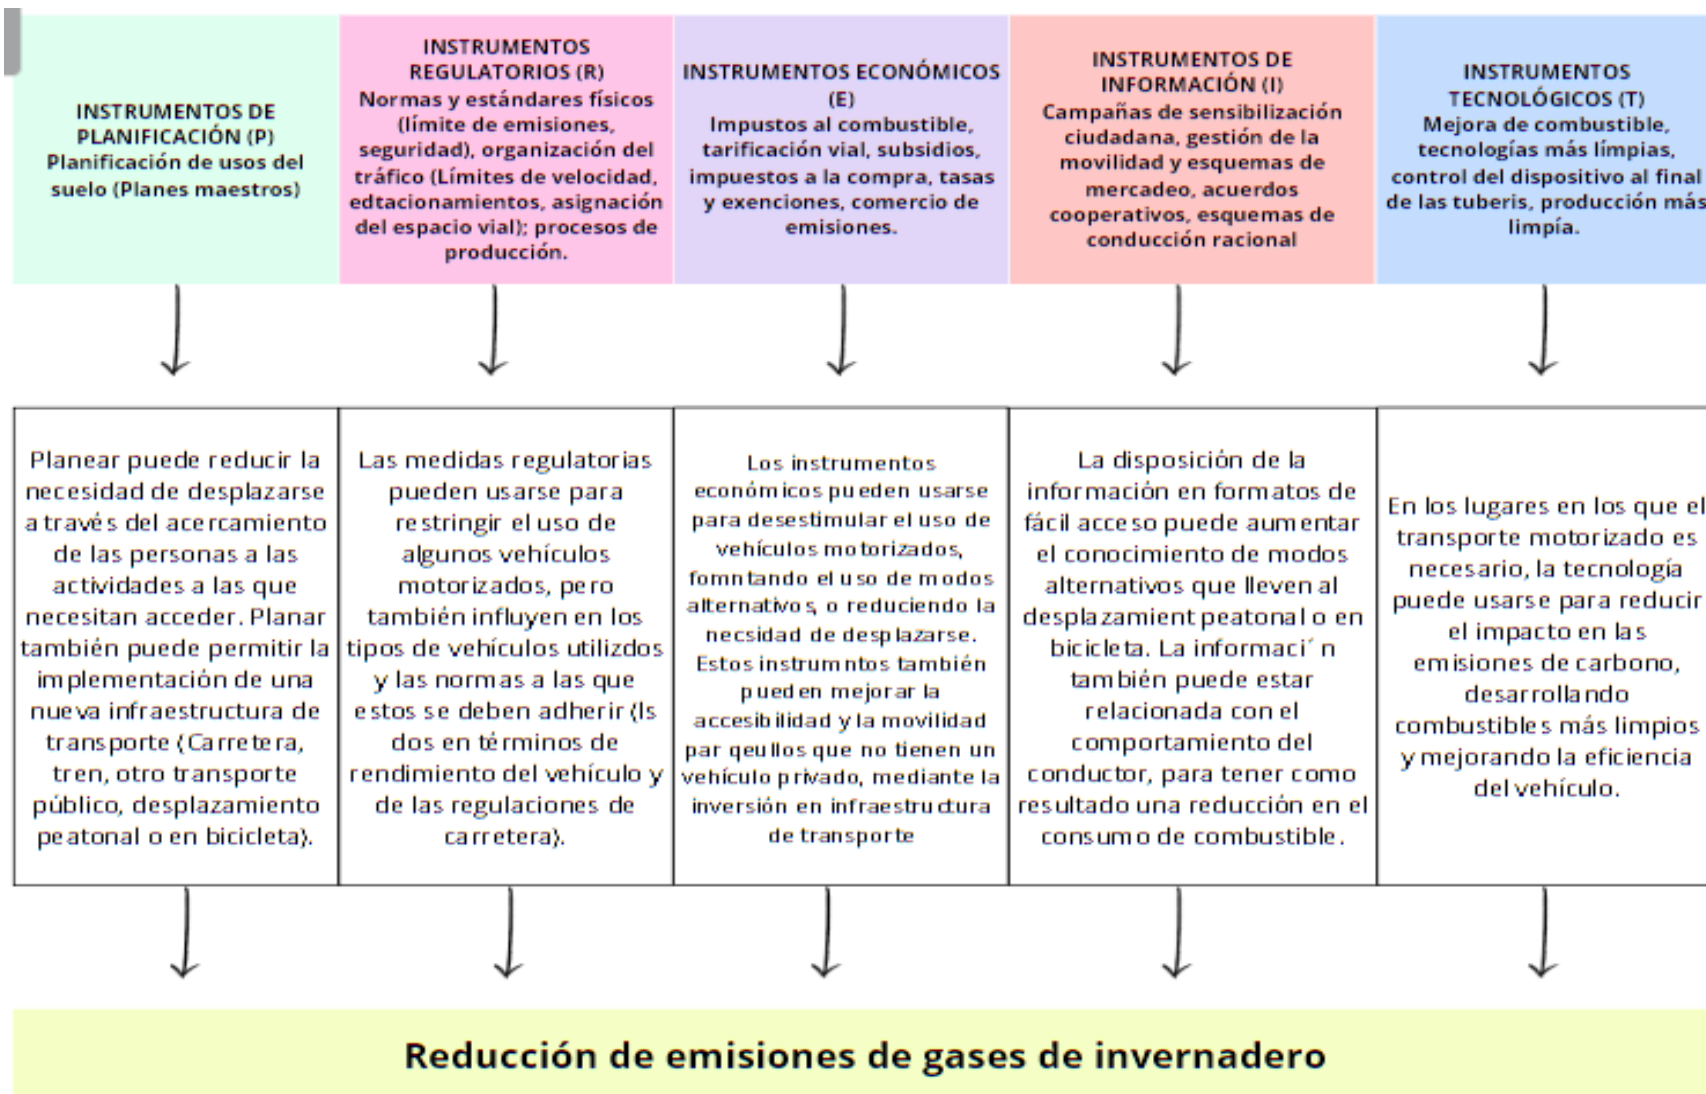 INSTRUMENTOS DE
PLANIFICACIÓN (P)
Planificación de usos del
suelo (Planes maestros)
INSTRUMENTOS
REGULATORIOS (R)
Normas y estándares físicos
(límite de emisiones,
seguridad), organización del
tráfico (Límites de velocidad,
edtacionamientos, asignación
del espacio vial); procesos de
producción.
INSTRUMENTOS ECONÓMICOS
(E)
Impustos al combustible,
tarificación vial, subsidios,
impuestos a la compra, tasas
y exenciones, comercio de
emisiones.
INSTRUMENTOS DE
INFORMACIÓN (I)
Campañas de sensibilización
ciudadana, gestión de la
movilidad y esquemas de
mercadeo, acuerdos
cooperativos, esquemas de
conducción racional
INSTRUMENTOS
TECNOLÓGICOS (T)
Mejora de combustible,
tecnologías más límpias,
control del dispositivo al final
de las tuberis, producción más
limpía.
Planear puede reducir la
necesidad de desplazarse
a través del acercamiento
de las personas a las
actividades a las que
necesitan acceder. Planar
también puede permitir la
implementación de una
nueva infraestructura de
transporte (Carretera,
tren, otro transporte
público, desplazamiento
peatonal o en bicicleta).
Las medidas regulatorias
pueden usarse para
restringir el uso de
algunos vehículos
motorizados, pero
también influyen en los
tipos de vehículos utilizdos
y las normas a las que
estos se deben adherir (ls
dos en términos de
rendimiento del vehículo y
de las regulaciones de
carretera).
Los instrumentos
económicos pueden usarse
para desestimular el uso de
vehículos motorizados,
fomntando el uso de modos
alternativos, o reduciendo la
necsidad de desplazarse.
Estos instrumntos también
pueden mejorar la
accesibilidad y la movilidad
par qeullos que no tienen un
vehículo privado, mediante la
inversión en infraestructura
de transporte
La disposición de la
información en formatos de
fácil acceso puede aumentar
el conocimiento de modos
alternativos que lleven al
desplazamient peatonal o en
bicicleta. La informaci´ n
también puede estar
relacionada con el
comportamiento del
conductor, para tener como
resultado una reducción en el
consumo de combustible.
En los lugares en los que el
transporte motorizado es
necesario, la tecnología
puede usarse para reducir
el impacto en las
emisiones de carbono,
desarrollando
combustibles más limpios
y mejorando la eficiencia
del vehículo.
Reducción de emisiones de gases de invernadero